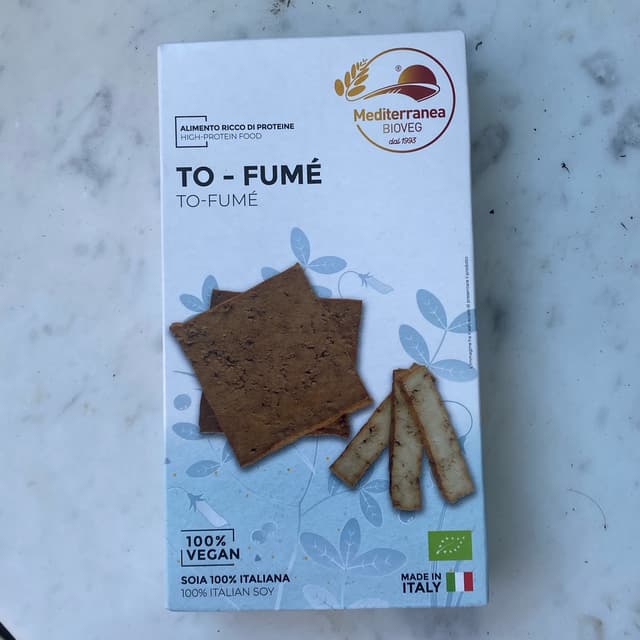 ®
Mediterranea
BIOVEG
dal 1993
ALIMENTO RICCO DI PROTEINE
HIGH-PROTEIN FOOD
TO - FUMÉ
TO-FUMÉ
100%
VEGAN
SOIA 100% ITALIANA
100% ITALIAN SOY
MADE IN
ITALY